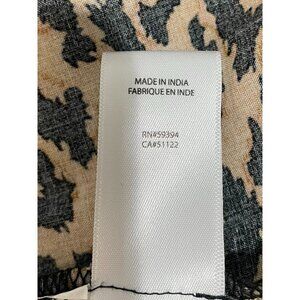 MADE IN INDIA
FABRIQUE EN INDE
RN#59394
CA#51122